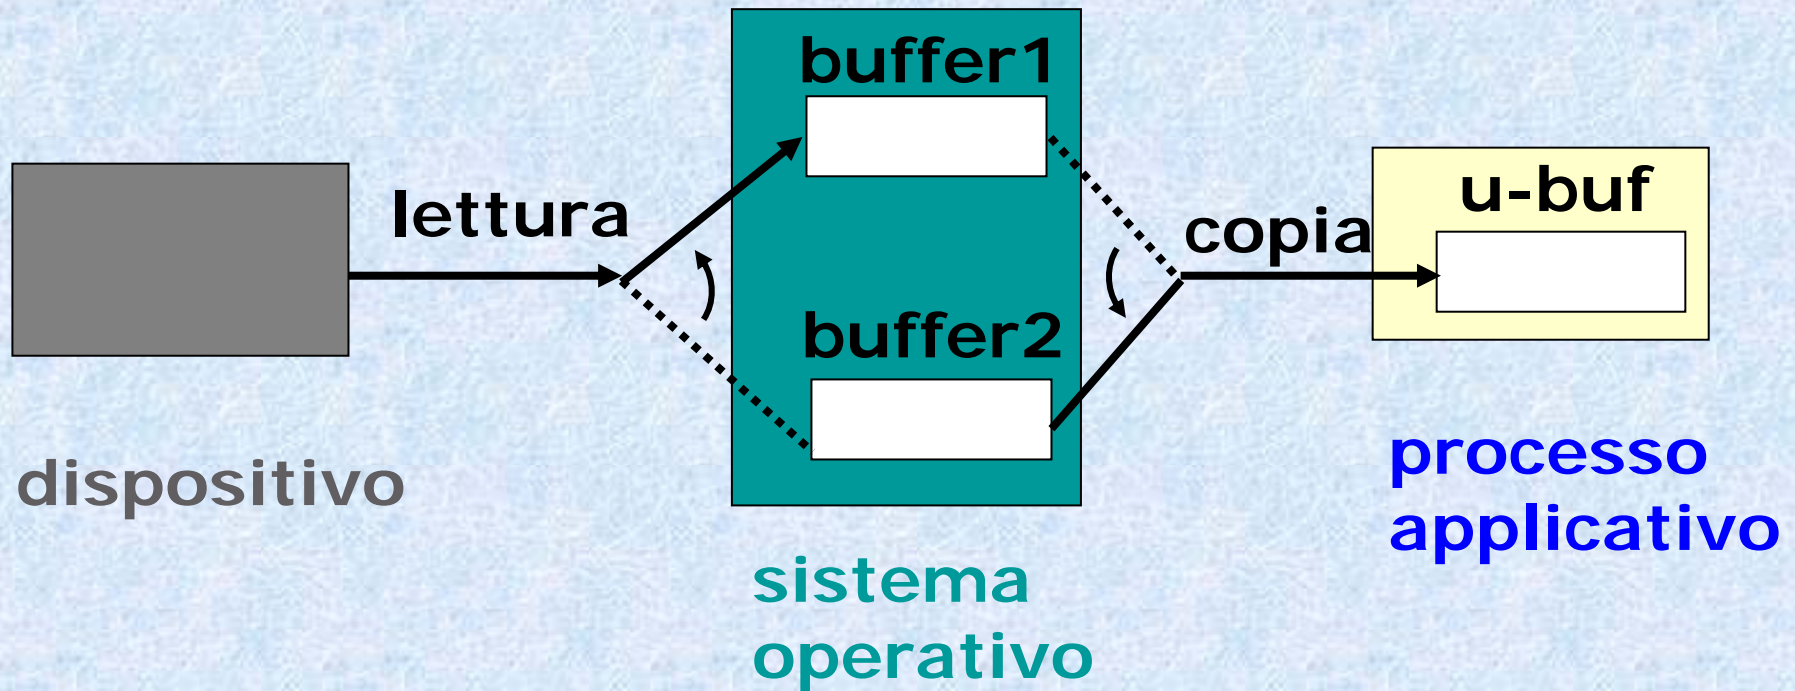 buffer1
lettura
u-buf
copia
buffer2
dispositivo
processo
applicativo
sistema
operativo